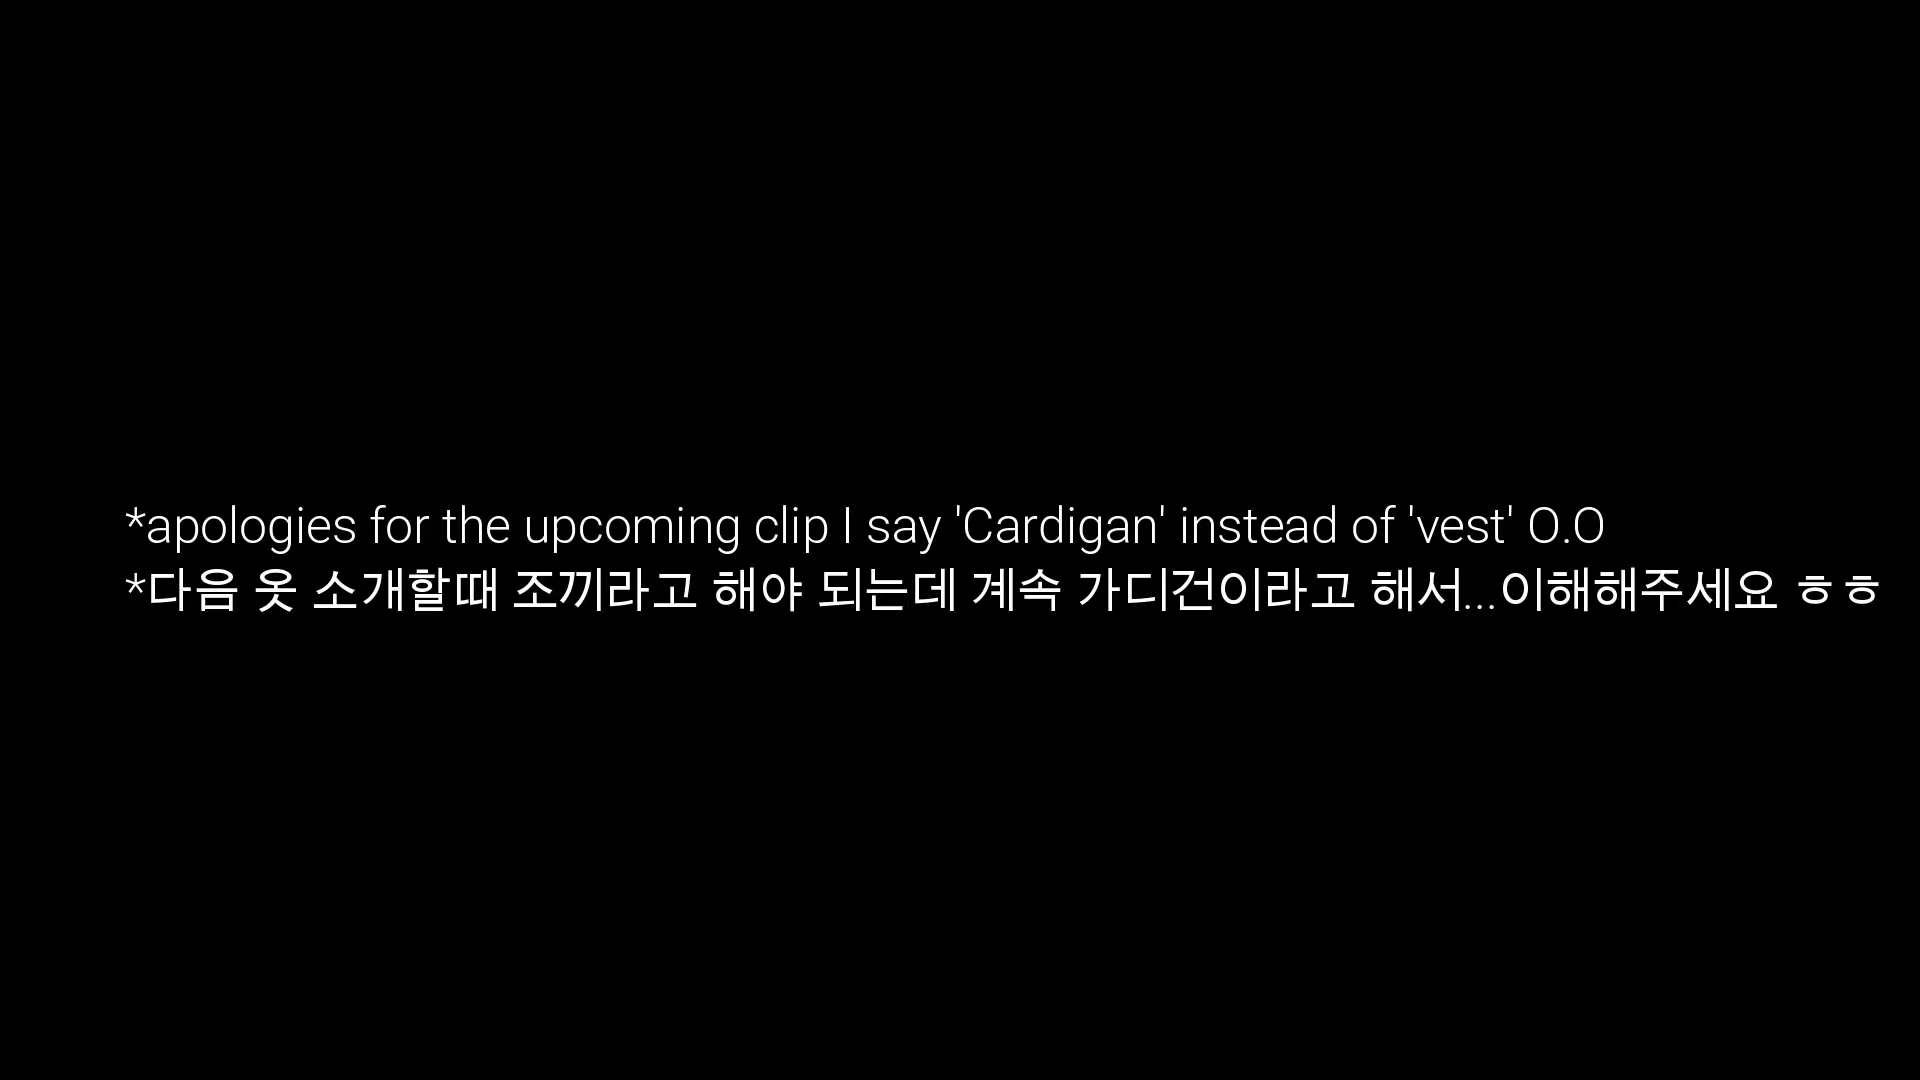 *apologies for the upcoming clip I say 'Cardigan' instead of 'vest' O.O
*다음 옷 소개할때 조끼라고 해야 되는데 계속 가디건이라고 해서...이해해주세요 ㅎㅎ